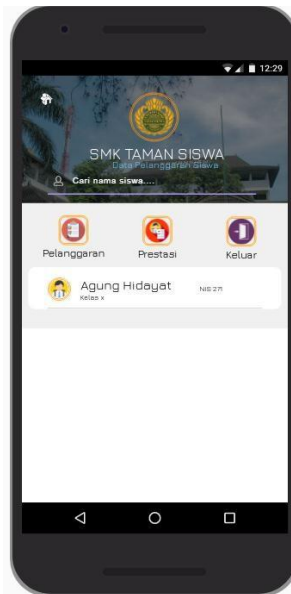 12:29
SMK TAMAN SISWA
Data Pelanggaran Siswa
Cari nama siswa....
Pelanggaran Prestasi Keluar
Agung Hidayat NIS 271
Kelas x